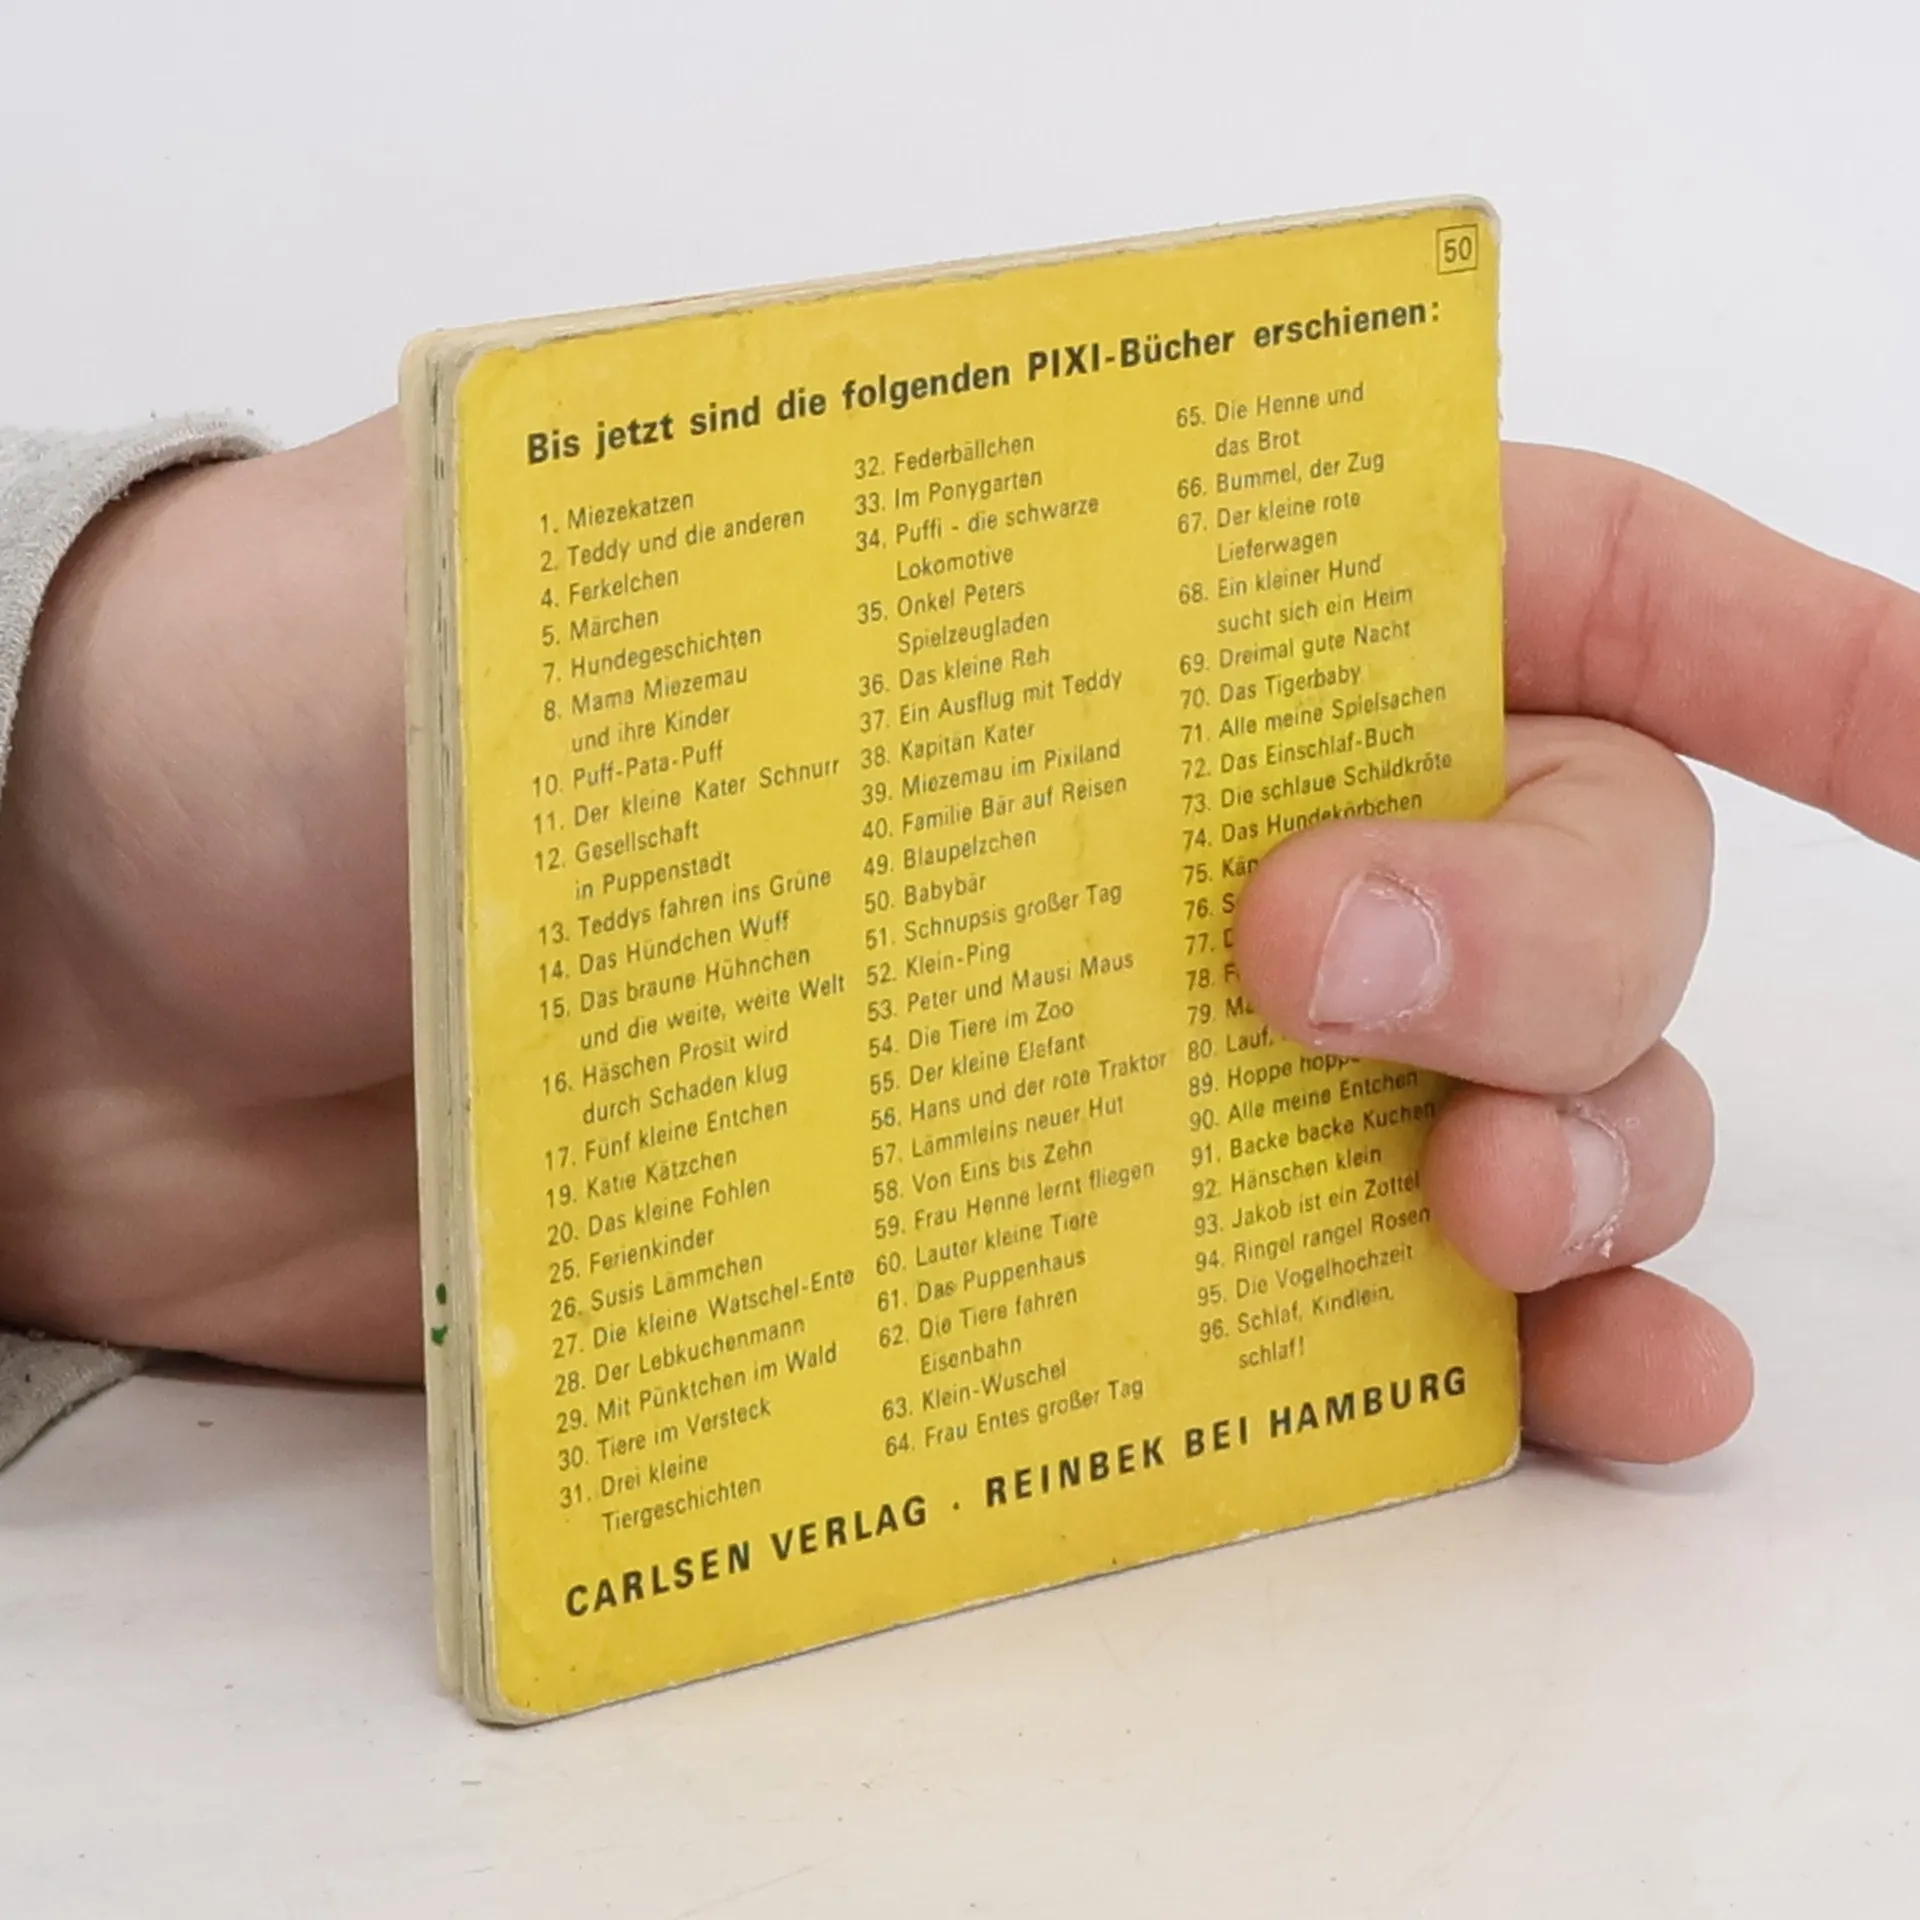 50
Bis jetzt sind die folgenden PIXI-Bücher erschienen:
1. Miezekatzen
2. Teddy und die anderen
4. Ferkelchen
5. Märchen
7. Hundegeschichten
8. Mama Miezemau
und ihre Kinder
10. Puff-Pata-Puff
11. Der kleine Kater Schnurr
12. Gesellschaft
in Puppenstadt
13. Teddys fahren ins Grüne
14. Das Hündchen Wuff
15. Das braune Hühnchen
und die weite, weite Welt
16. Häschen Prosit wird
durch Schaden klug
17. Fünf kleine Entchen
19. Katie Kätzchen
20. Das kleine Fohlen
25. Ferienkinder
26. Susis Lämmchen
27. Die kleine Watschel-Ente
28. Der Lebkuchenmann
29. Mit Pünktchen im Wald
30. Tiere im Versteck
31. Drei kleine
Tiergeschichten
32. Federbällchen
33. Im Ponygarten
34. Puffi - die schwarze
Lokomotive
35. Onkel Peters
Spielzeugladen
36. Das kleine Reh
37. Ein Ausflug mit Teddy
38. Kapitän Kater
39. Miezemau im Pixiland
40. Familie Bär auf Reisen
49. Blaupelzchen
50. Babybär
51. Schnupsis großer Tag
52. Klein-Ping
53. Peter und Mausi Maus
54. Die Tiere im Zoo
55. Der kleine Elefant
56. Hans und der rote Traktor
57. Lämmleins neuer Hut
58. Von Eins bis Zehn
59. Frau Henne lernt fliegen
60. Lauter kleine Tiere
61. Das Puppenhaus
62. Die Tiere fahren
Eisenbahn
63. Klein-Wuschel
64. Frau Entes großer Tag
65. Die Henne und
das Brot
66. Bummel, der Zug
67. Der kleine rote
Lieferwagen
68. Ein kleiner Hund
sucht sich ein Heim
69. Dreimal gute Nacht
70. Das Tigerbaby
71. Alle meine Spielsachen
72. Das Einschlaf-Buch
73. Die schlaue Schildkröte
74. Das Hundekörbchen
75.
76.
77.
78.
79.
80. Lauf,
89. Hoppe
90. Alle meine Entchen
91. Backe backe Kuchen
92. Hänschen klein
93. Jakob ist ein Zottel
94. Ringel rangel Rosen
95. Die Vogelhochzeit
96. Schlaf, Kindlein,
schlaf!
CARLSEN VERLAG · REINBEK BEI HAMBURG